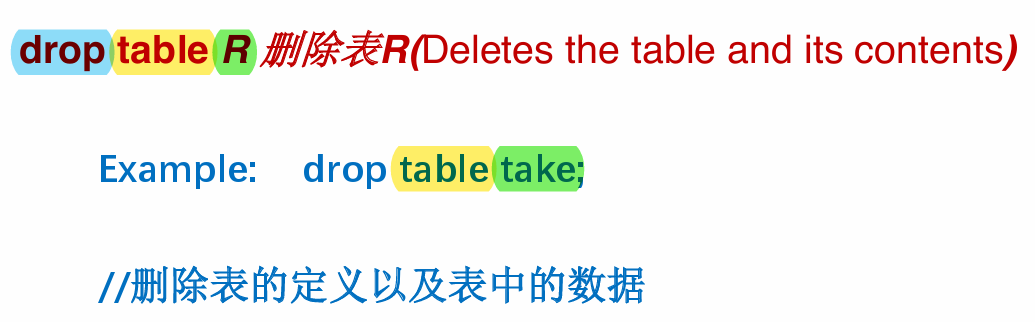 drop table R 删除表R(Deletes the table and its contents)
Example: drop table take;
//删除表的定义以及表中的数据